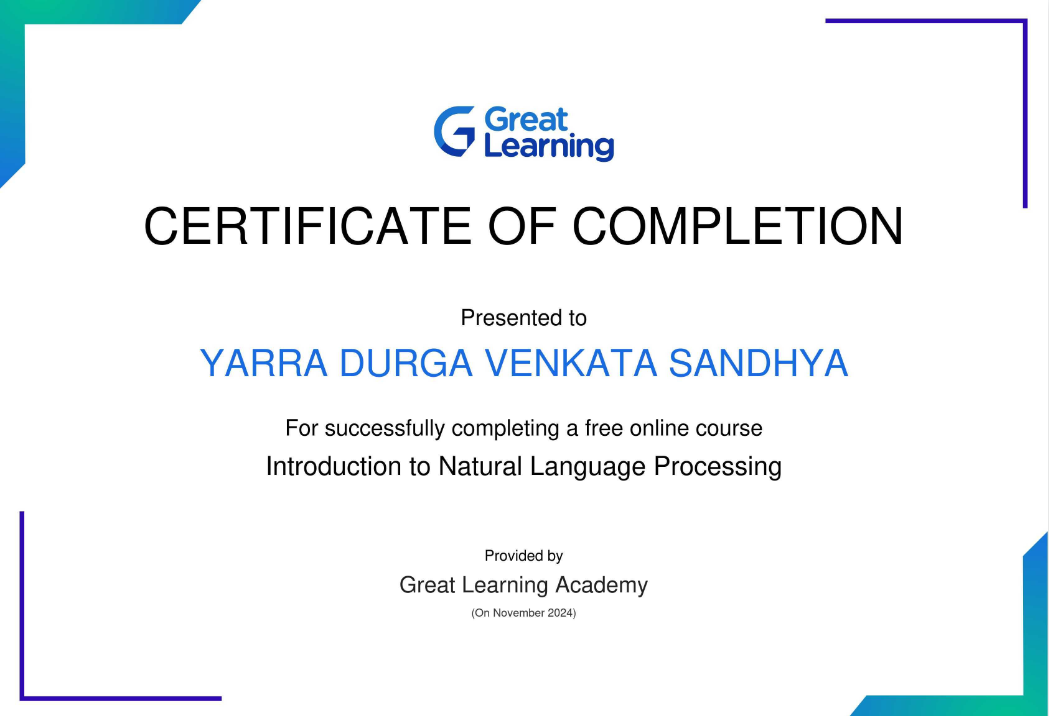 Great
Learning
CERTIFICATE OF COMPLETION
Presented to
YARRA DURGA VENKATA SANDHYA
For successfully completing a free online course
Introduction to Natural Language Processing
Provided by
Great Learning Academy
(On November 2024)